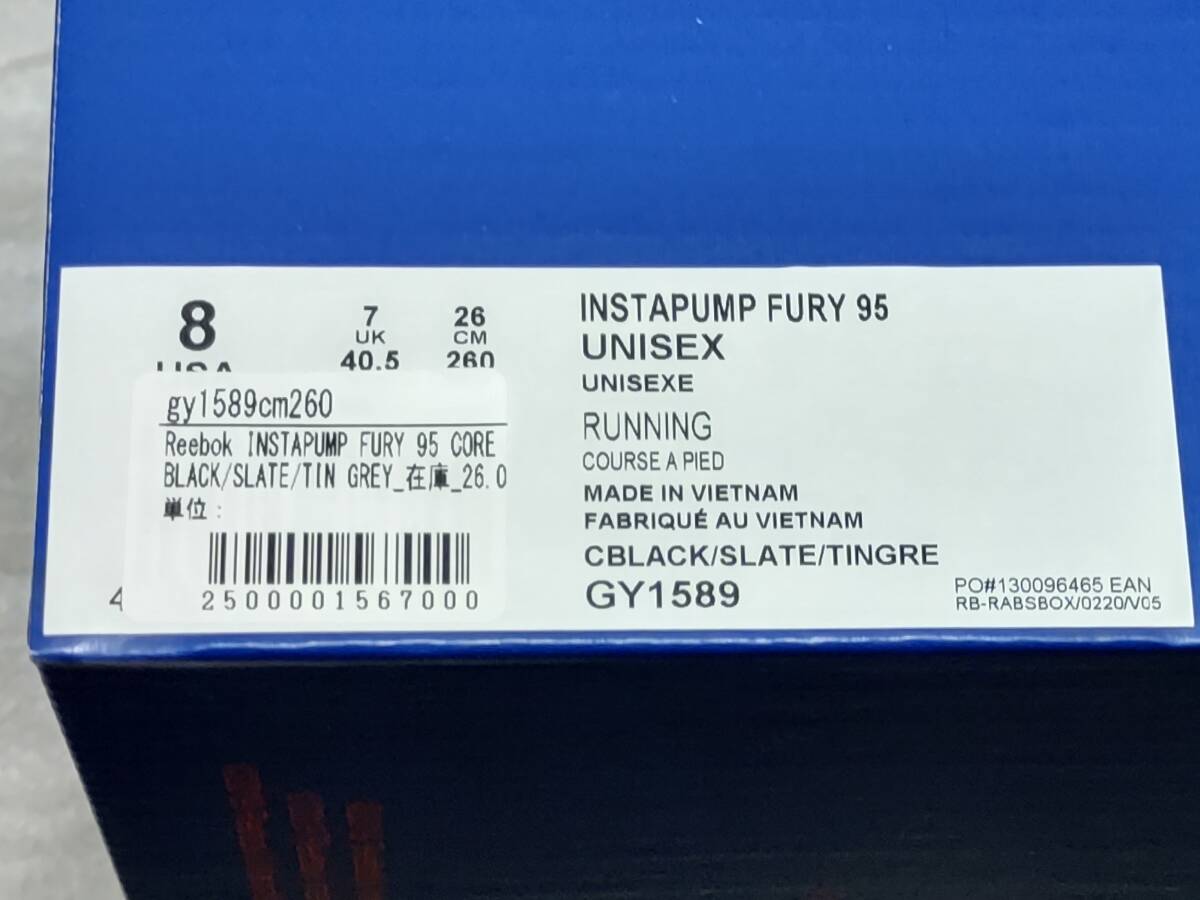 8
7
UK
40.5
26
CM
260
INSTAPUMP FURY 95
UNISEX
UNISEXE
RUNNING
COURSE A PIED
MADE IN VIETNAM
FABRIQUÉ AU VIETNAM
CBLACK/SLATE/TINGRE
GY1589
PO#130096465 EAN
RB-RABSBOX/0220/V05
gy1589cm260
Reebok INSTAPUMP FURY 95 CORE
BLACK/SLATE/TIN GREY_在庫_26.0
単位:
2500001567000